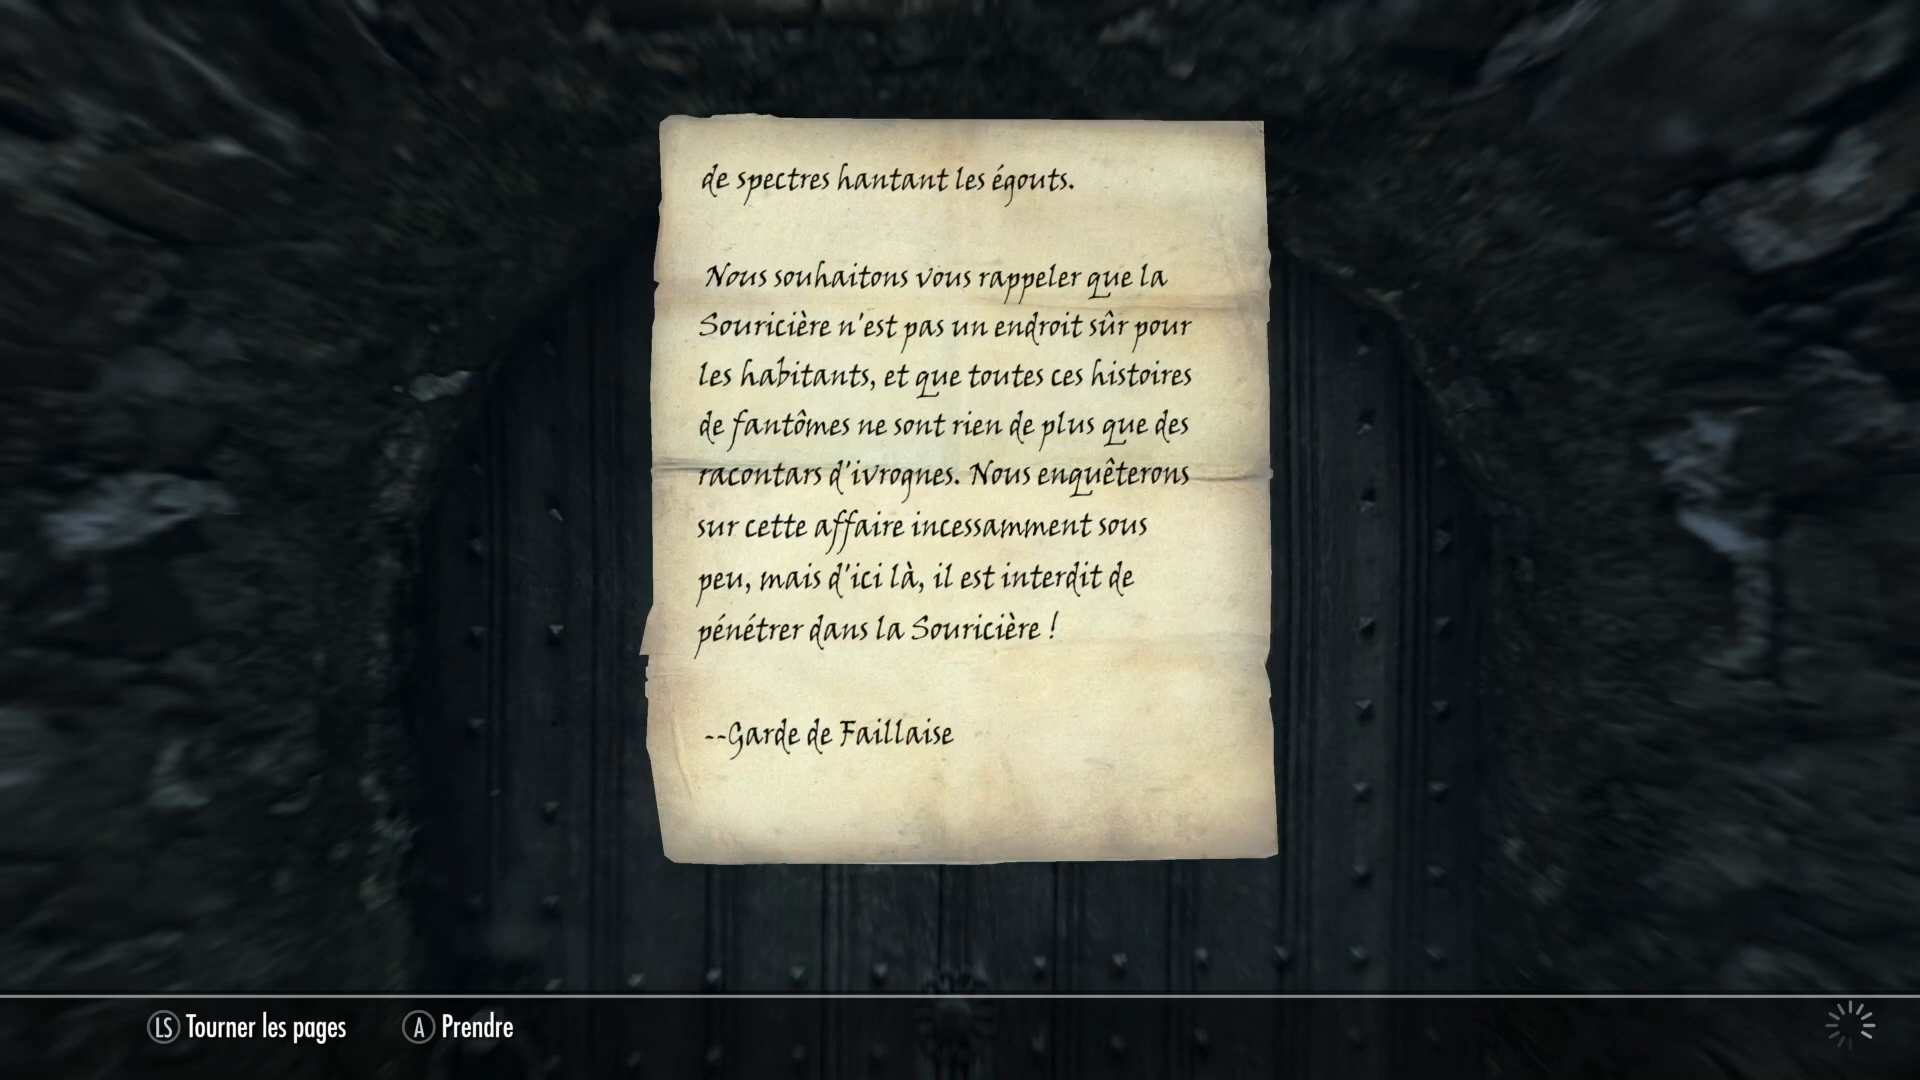 de spectres hantant les égouts.
Nous souhaitons vous rappeler que la
Souricière n'est pas un endroit sûr pour
les habitants, et que toutes ces histoires
de fantômes ne sont rien de plus que des
racontars d'ivrognes. Nous enquêterons
sur cette affaire incessamment sous
peu, mais d'ici là, il est interdit de
pénétrer dans la Souricière !
--Garde de Faillaise
LS Tourner les pages
A Prendre